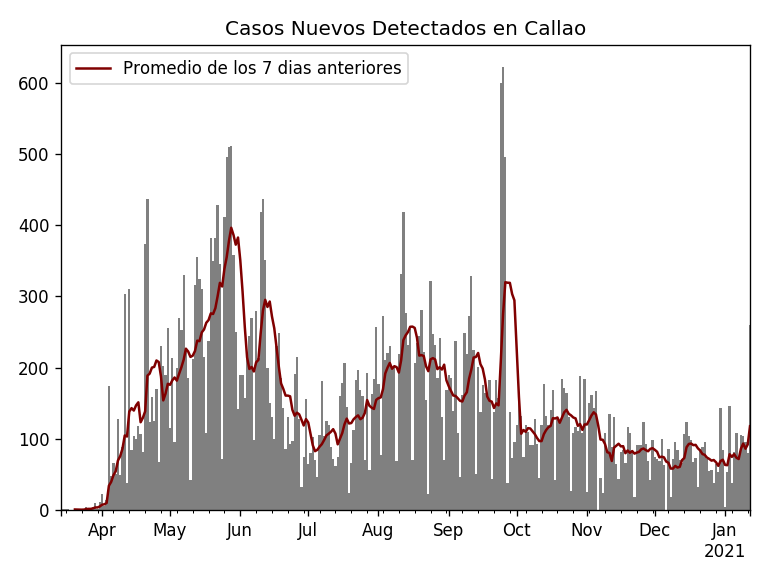 Casos Nuevos Detectados en Callao
Promedio de los 7 dias anteriores
600
500
400
300
200
100
0
Apr May Jun Jul Aug Sep Oct Nov Dec Jan
2021